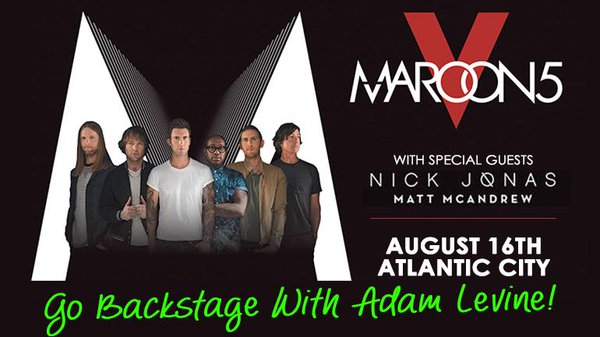 V
MAROON5
WITH SPECIAL GUESTS
NICK JONAS
MATT MCANDREW
AUGUST 16TH
ATLANTIC CITY
Go Backstage With Adam Levine!